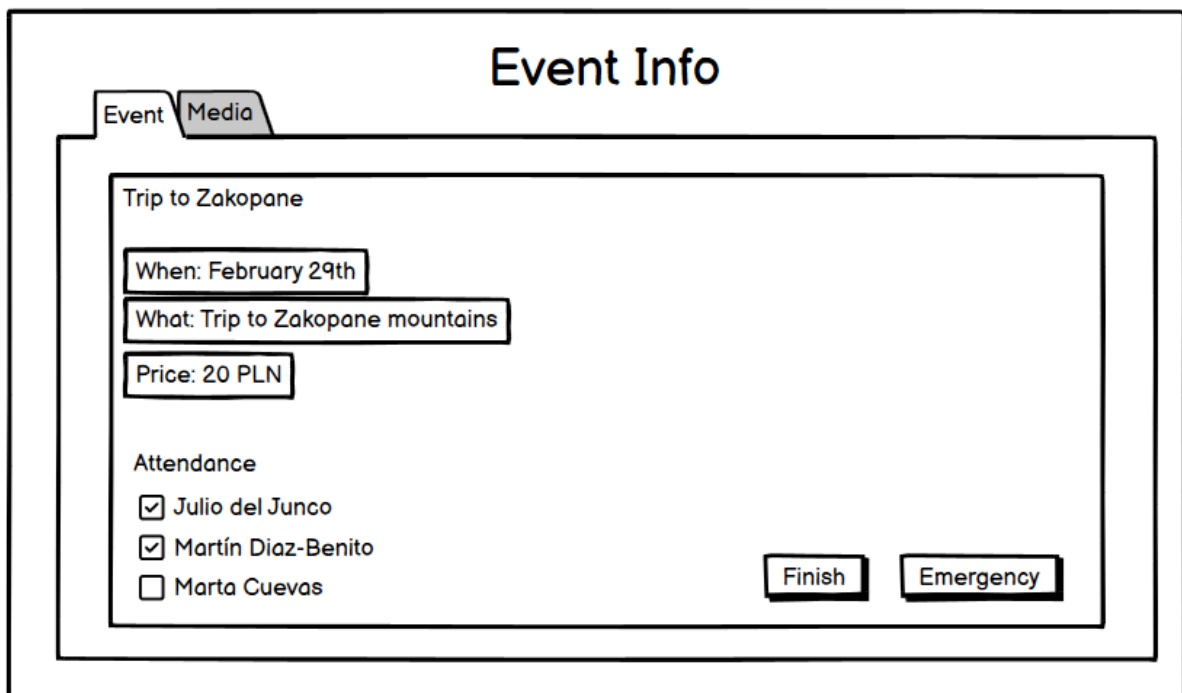 Event Info
Event
Media
Trip to Zakopane
When: February 29th
What: Trip to Zakopane mountains
Price: 20 PLN
Attendance
Julio del Junco
Martín Diaz-Benito
Marta Cuevas
Finish
Emergency